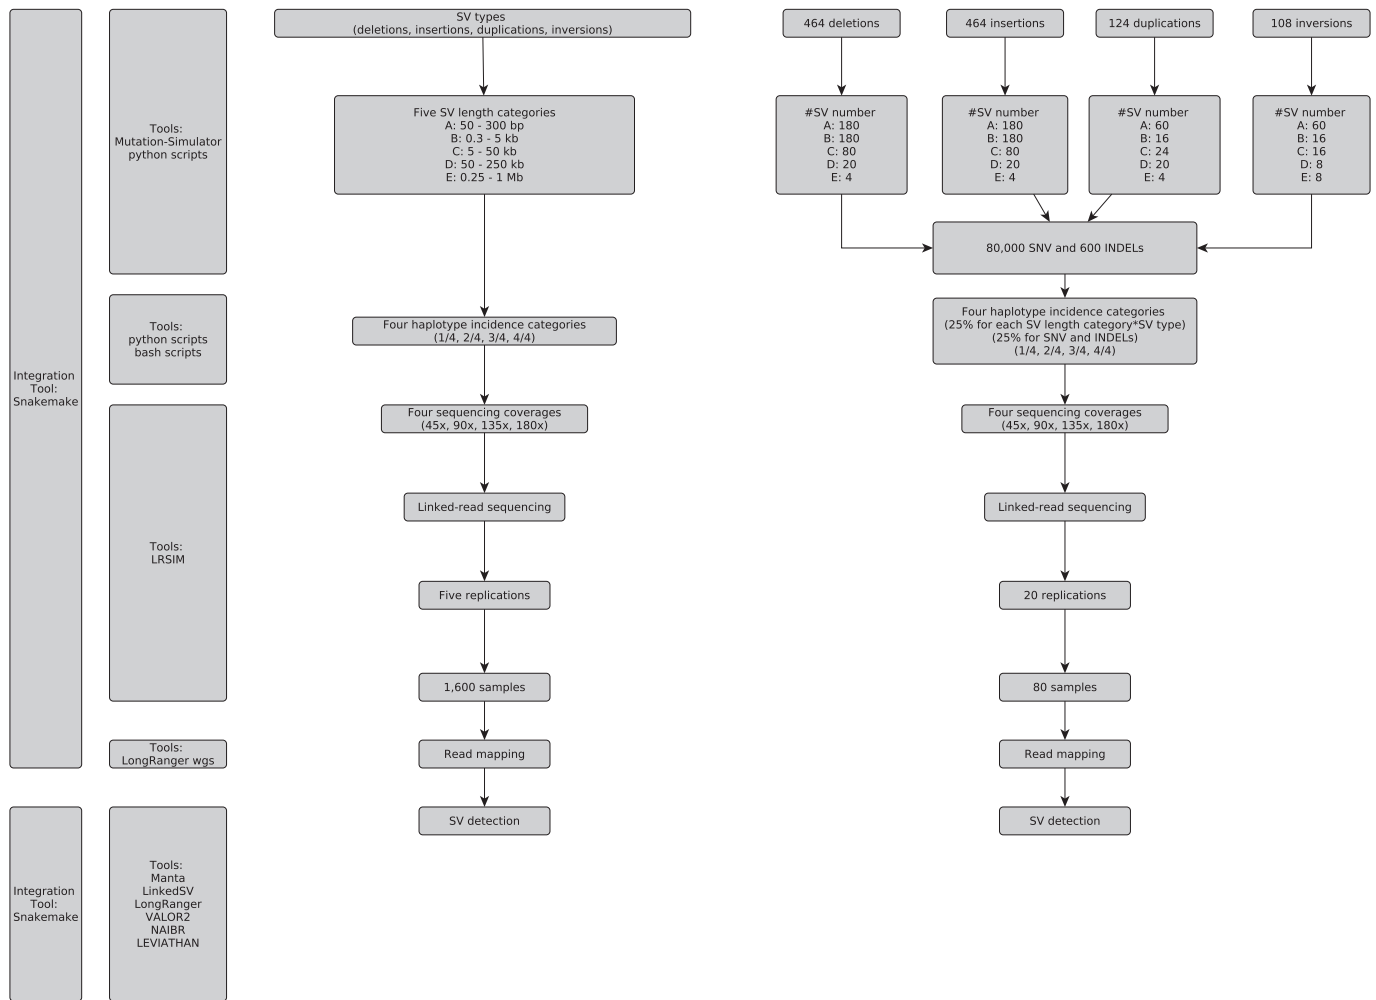 Integration
Tool:
Snakemake
Tools:
Mutation-Simulator
python scripts
Tools:
python scripts
bash scripts
Tools:
LRSIM
Tools:
LongRanger wgs
Integration
Tool:
Snakemake
Tools:
Manta
LinkedSV
LongRanger
VALOR2
NAIBR
LEVIATHAN
SV types
(deletions, insertions, duplications, inversions)
Five SV length categories
A: 50 - 300 bp
B: 0.3 - 5 kb
C: 5 - 50 kb
D: 50 - 250 kb
E: 0.25 - 1 Mb
Four haplotype incidence categories
(1/4, 2/4, 3/4, 4/4)
Four sequencing coverages
(45x, 90x, 135x, 180x)
Linked-read sequencing
Five replications
1,600 samples
Read mapping
SV detection
464 deletions
464 insertions
124 duplications
108 inversions
#SV number
A: 180
B: 180
C: 80
D: 20
E: 4
#SV number
A: 180
B: 180
C: 80
D: 20
E: 4
#SV number
A: 60
B: 16
C: 24
D: 20
E: 4
#SV number
A: 60
B: 16
C: 16
D: 8
E: 8
80,000 SNV and 600 INDELs
Four haplotype incidence categories
(25% for each SV length category*SV type)
(25% for SNV and INDELs)
(1/4, 2/4, 3/4, 4/4)
Four sequencing coverages
(45x, 90x, 135x, 180x)
Linked-read sequencing
20 replications
80 samples
Read mapping
SV detection